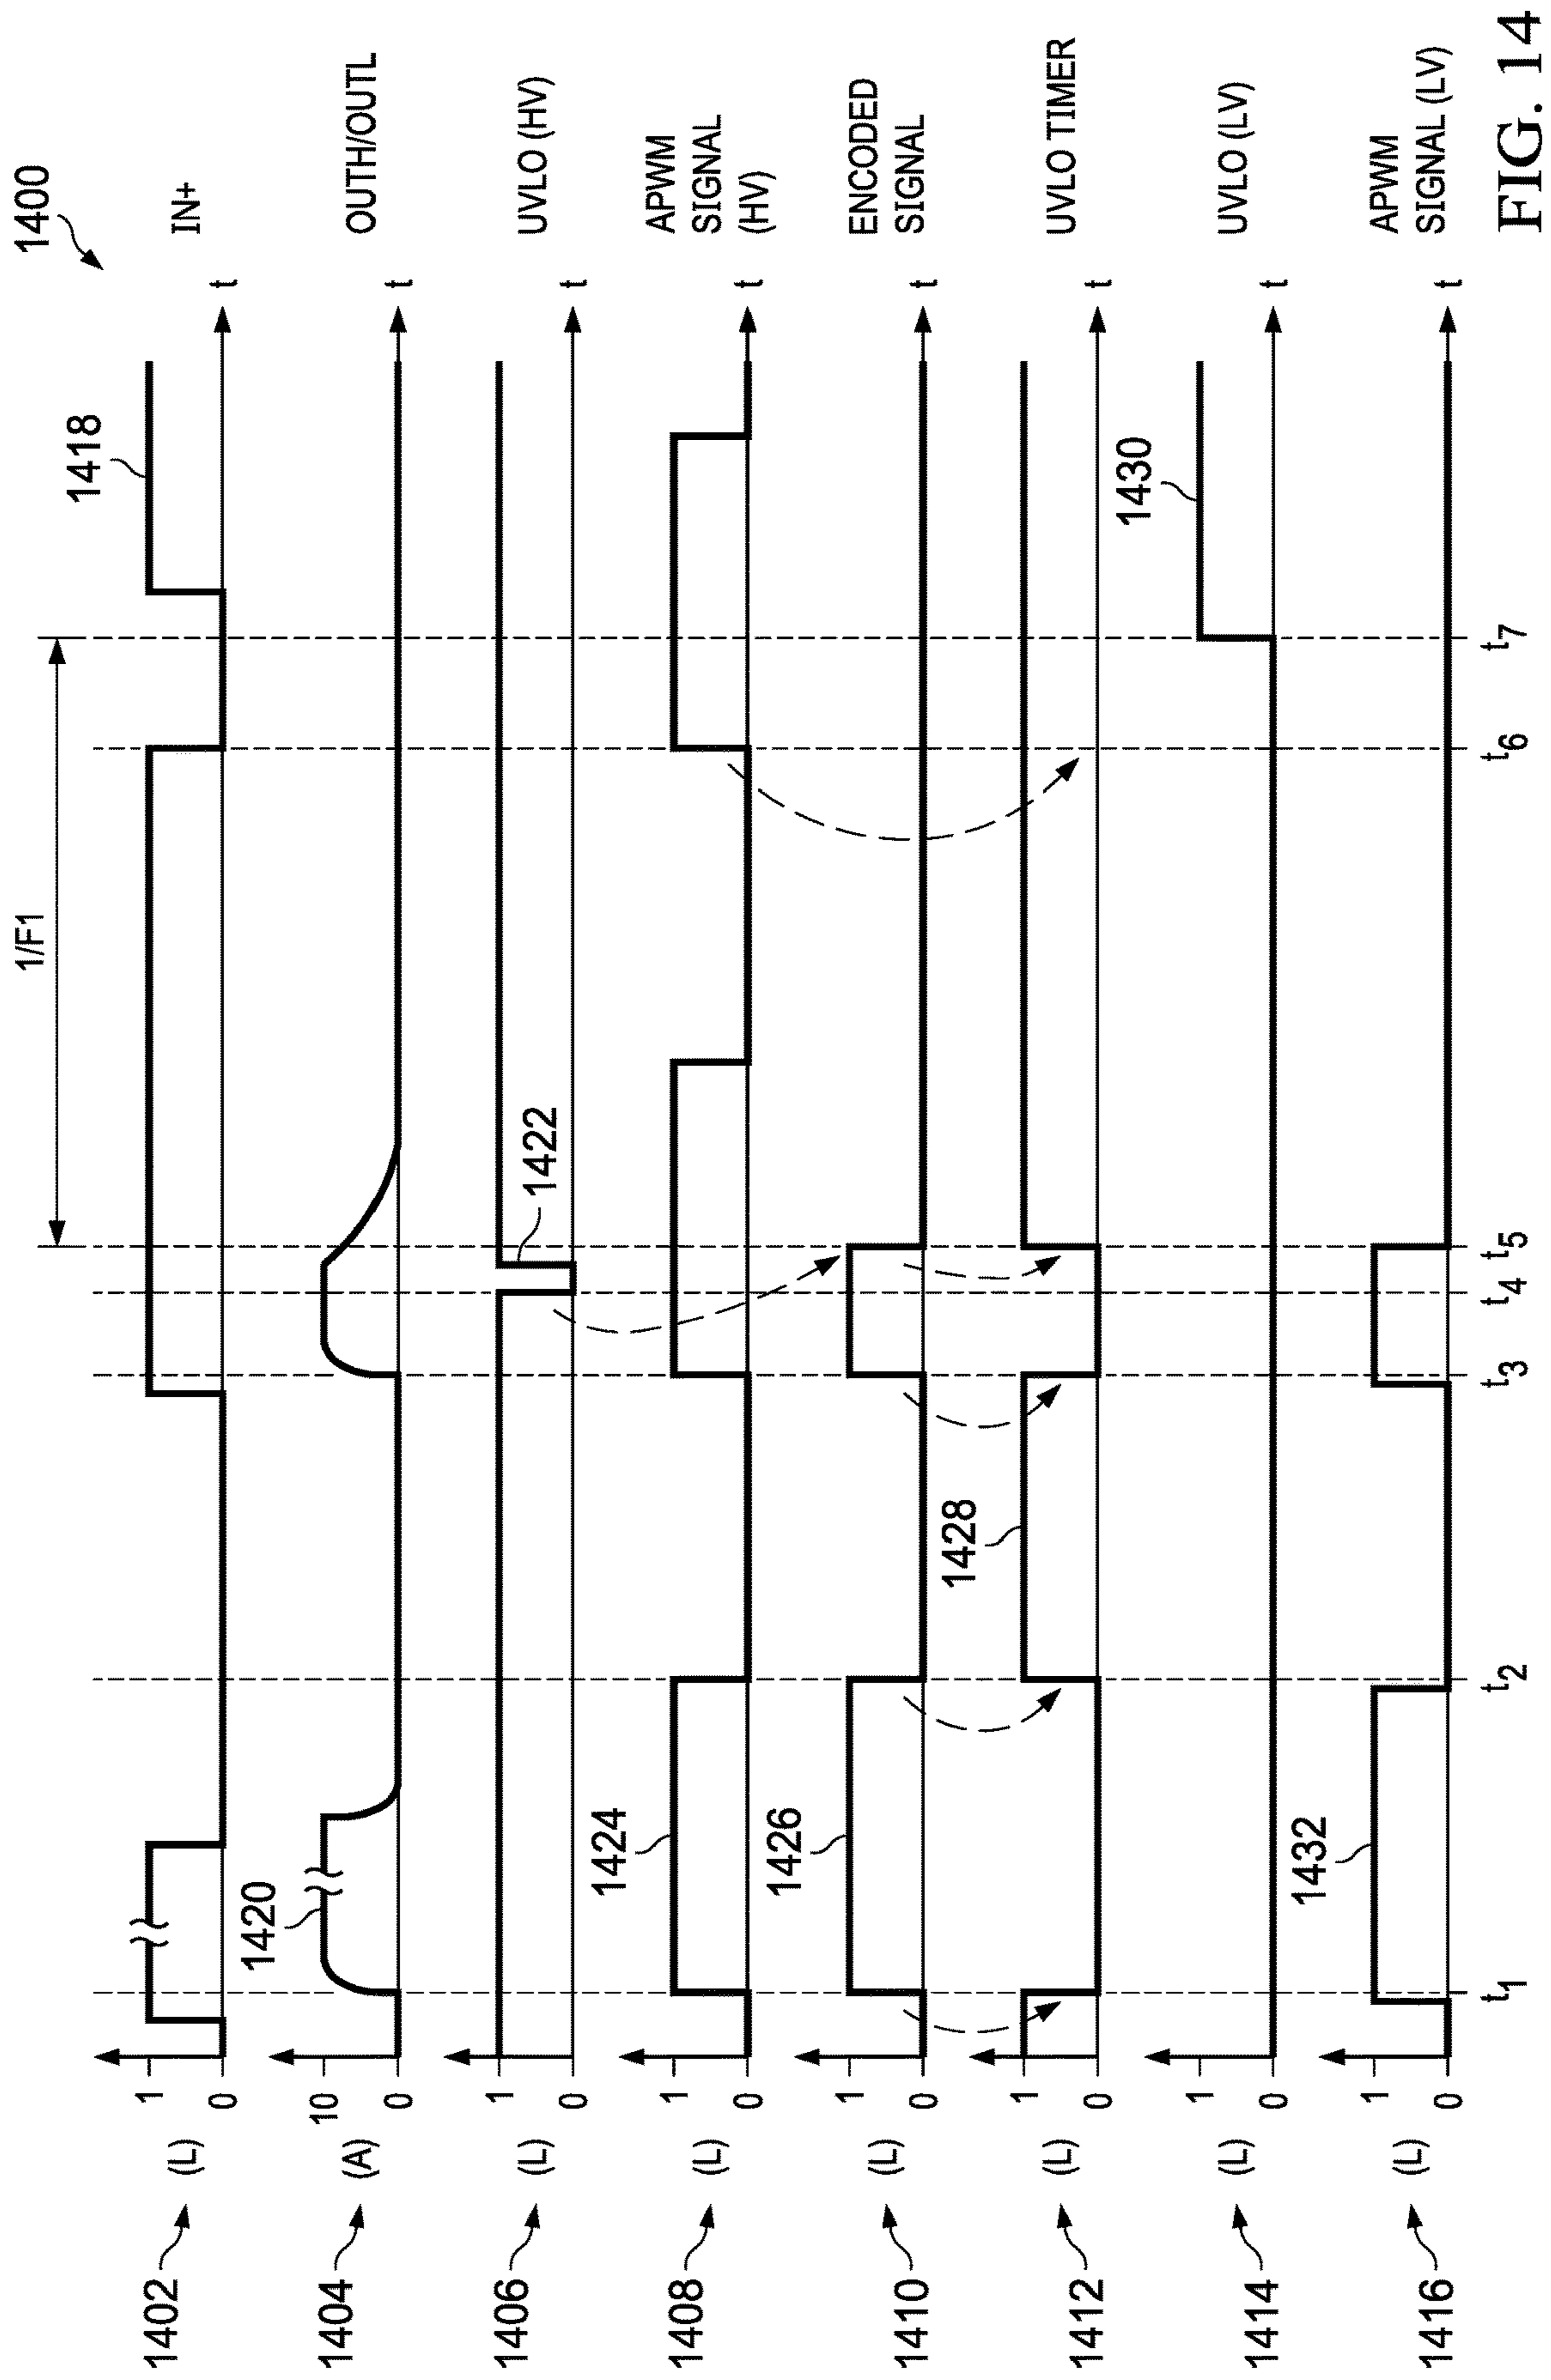 1400
1/F1
1402
(L)
1
0
1418
t
IN+
1404
(A)
10
0
1420
t
OUTH/OUTL
1406
(L)
1
0
1422
t
UVLO (HV)
1408
(L)
1
0
1424
t
APWM
SIGNAL
(HV)
1410
(L)
1
0
1426
t
ENCODED
SIGNAL
1412
(L)
1
0
1428
t
UVLO TIMER
1414
(L)
1
0
1430
t
UVLO (LV)
1416
(L)
1
0
1432
t
APWM
SIGNAL (LV)
t1 t2 t3 t4 t5 t6 t7
FIG. 14